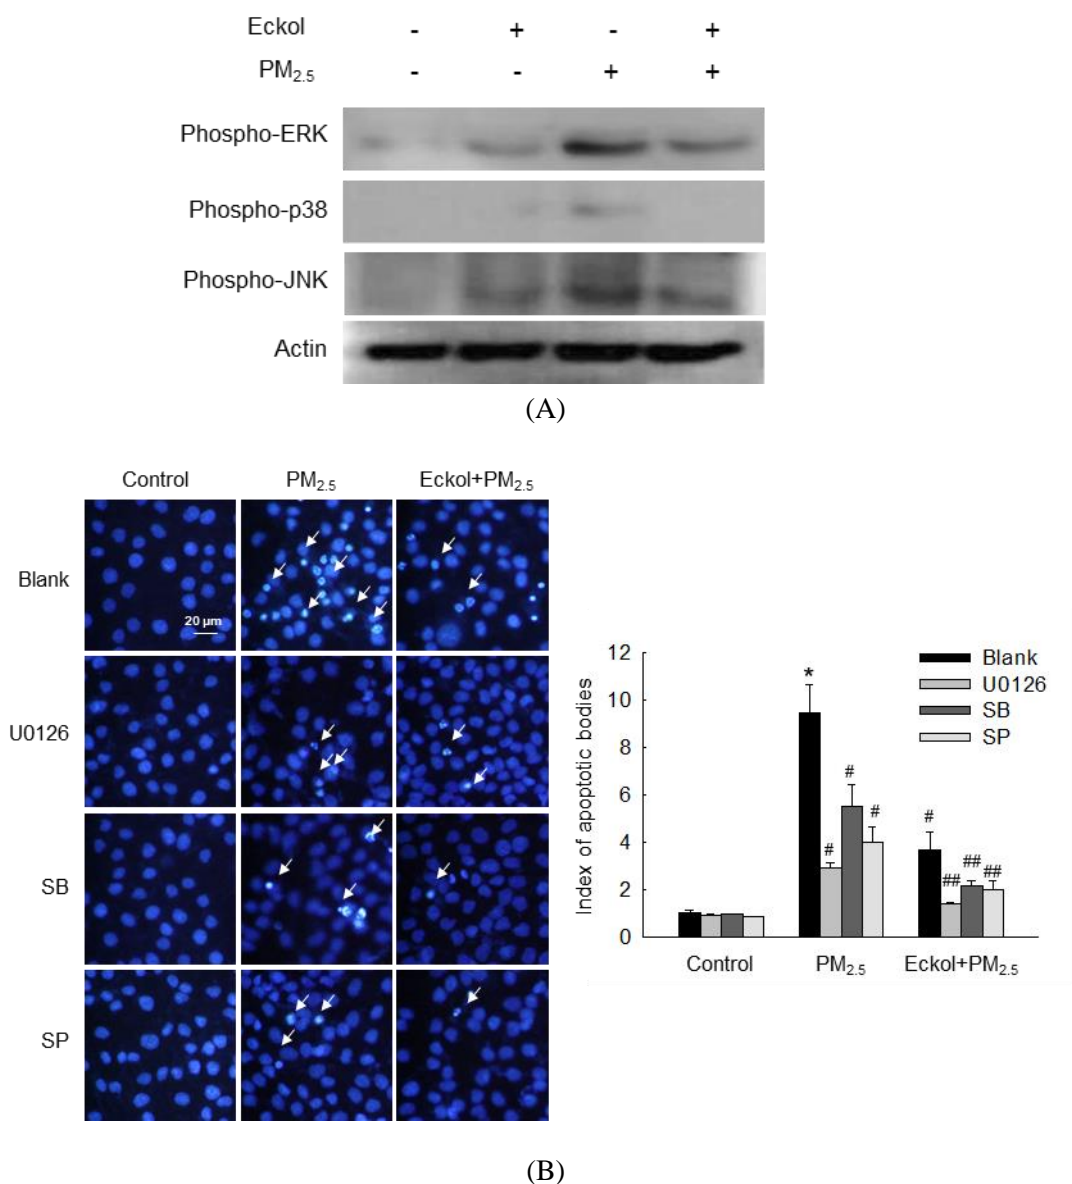 Eckol - + - +
PM2.5 - - + +
Phospho-ERK
Phospho-p38
Phospho-JNK
Actin
(A)
Control PM2.5 Eckol+PM2.5
Blank
20 µm
U0126
SB
SP
12
10
8
6
4
2
0
Index of apoptotic bodies
Blank
U0126
SB
SP
*
# # #
# ## ## ##
Control PM2.5 Eckol+PM2.5
(B)